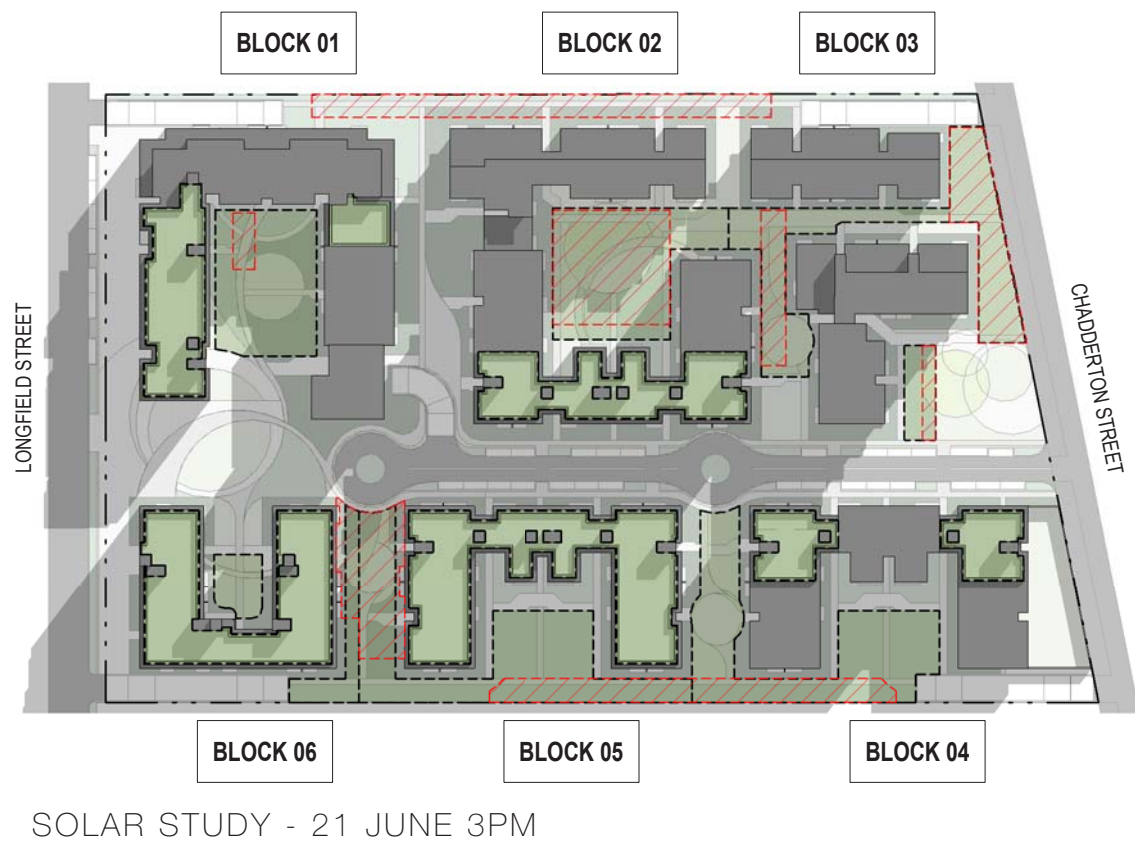 BLOCK 01
BLOCK 02
BLOCK 03
LONGFIELD STREET
CHADDERTON STREET
BLOCK 06
BLOCK 05
BLOCK 04
SOLAR STUDY - 21 JUNE 3PM